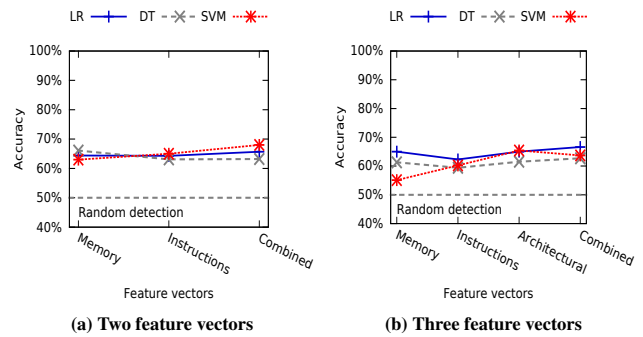 LR DT SVM
100%
90%
80%
70%
60%
50%
40%
Accuracy
Random detection
Memory
Instructions
Combined
Feature vectors
(a) Two feature vectors
LR DT SVM
100%
90%
80%
70%
60%
50%
40%
Accuracy
Random detection
Memory
Instructions
Architectural
Combined
Feature vectors
(b) Three feature vectors